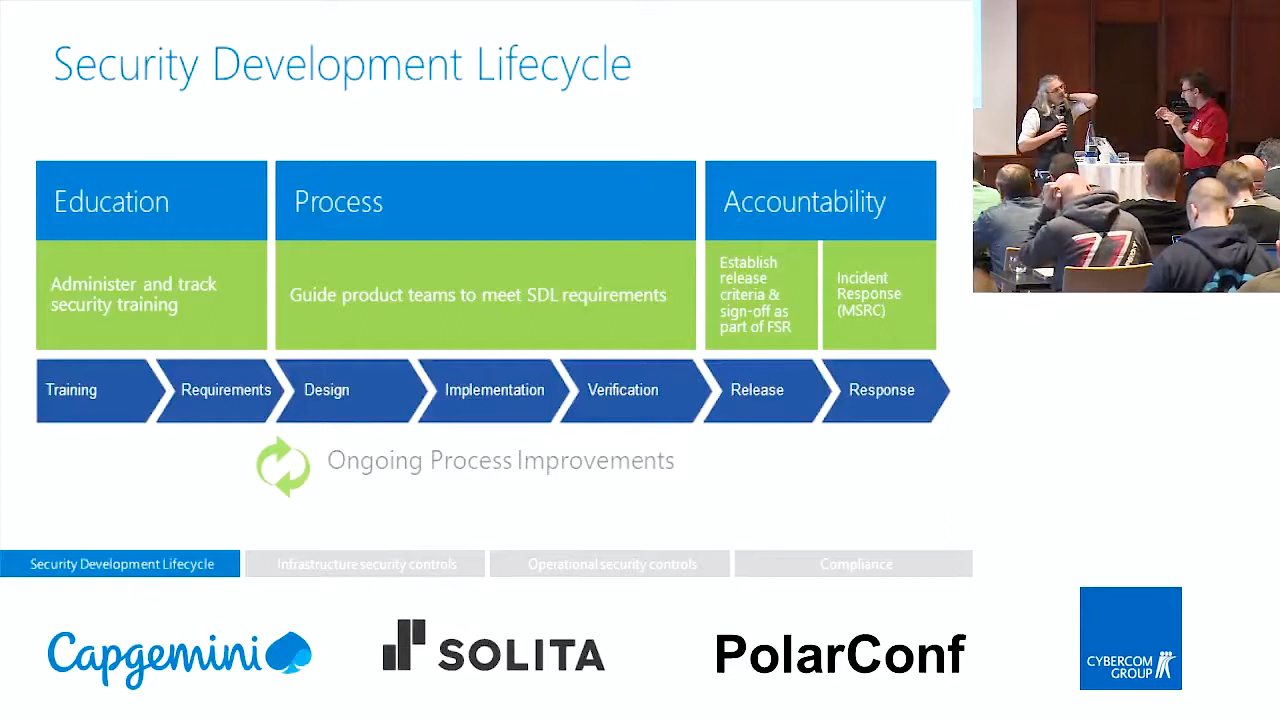 Security Development Lifecycle
Education
Process
Accountability
Administer and track
security training
Guide product teams to meet SDL requirements
Establish
release
criteria &
sign-off as
part of FSR
Incident
Response
(MSRC)
Training
Requirements
Design
Implementation
Verification
Release
Response
Ongoing Process Improvements
Security Development Lifecycle
Infrastructure security controls
Operational security controls
Compliance
Capgemini
SOLITA
PolarConf
CYBERCOM
GROUP